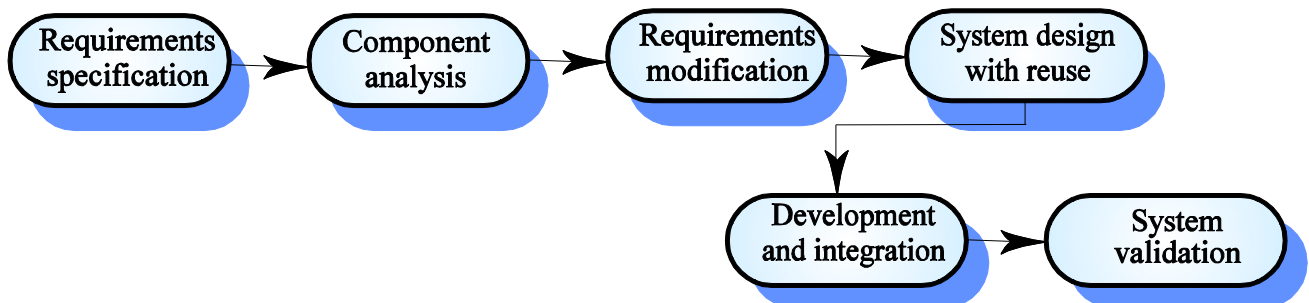 Requirements
specification
Component
analysis
Requirements
modification
System design
with reuse
Development
and integration
System
validation